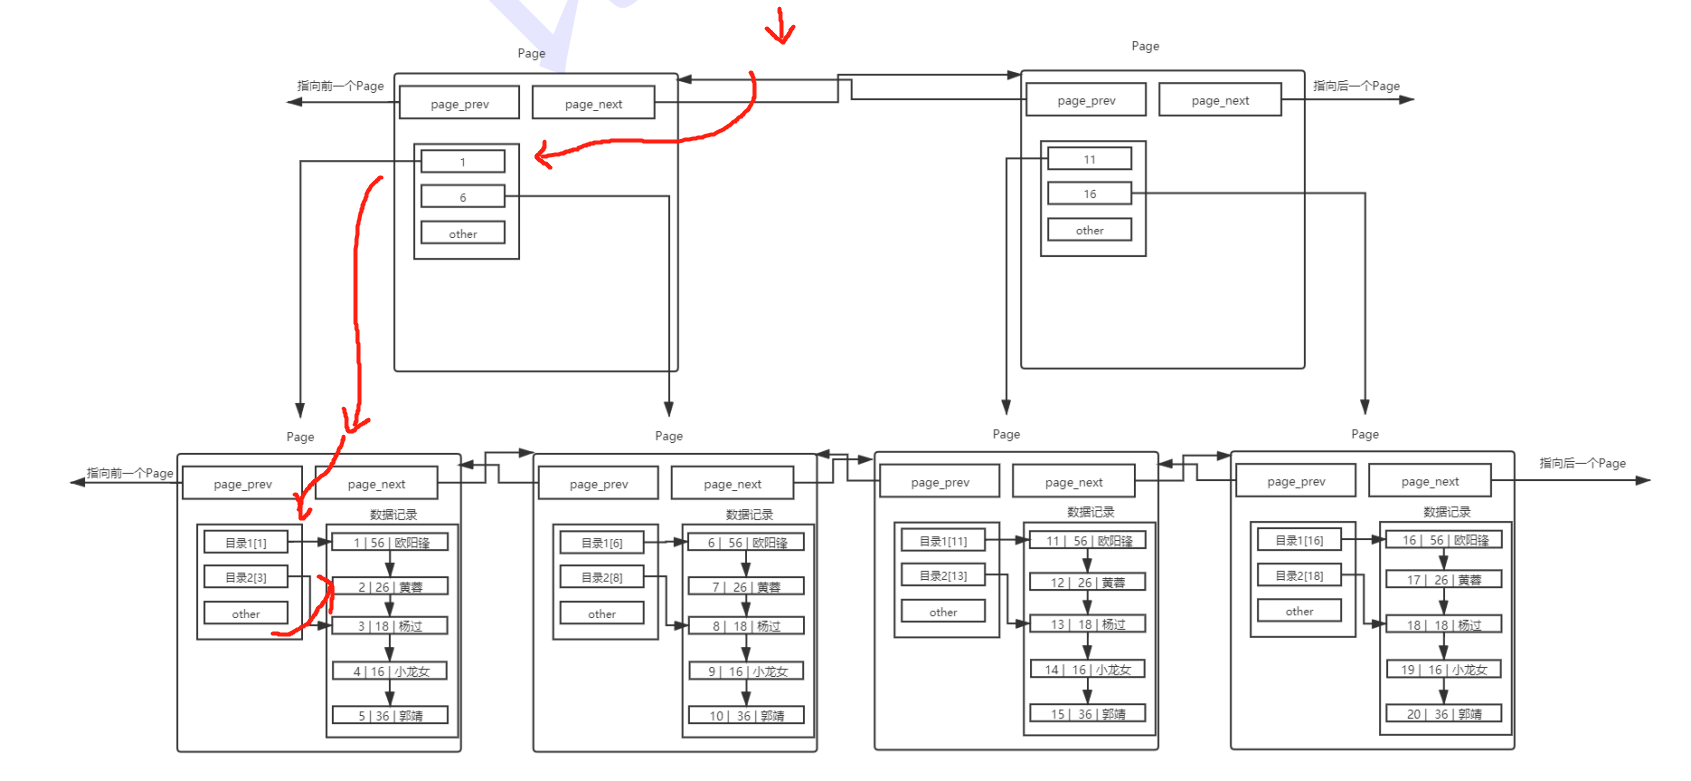 Page
Page
指向前一个Page
page_prev
page_next
page_prev
page_next
指向后一个Page
1
6
other
11
16
other
Page
Page
Page
Page
指向前一个Page
page_prev
page_next
page_prev
page_next
page_prev
page_next
page_prev
page_next
指向后一个Page
数据记录
目录1[1]
目录2[3]
other
1 | 56 | 欧阳锋
2 | 26 | 黄蓉
3 | 18 | 杨过
4 | 16 | 小龙女
5 | 36 | 郭靖
数据记录
目录1[6]
目录2[8]
other
6 | 56 | 欧阳锋
7 | 26 | 黄蓉
8 | 18 | 杨过
9 | 16 | 小龙女
10 | 36 | 郭靖
数据记录
目录1[11]
目录2[13]
other
11 | 56 | 欧阳锋
12 | 26 | 黄蓉
13 | 18 | 杨过
14 | 16 | 小龙女
15 | 36 | 郭靖
数据记录
目录1[16]
目录2[18]
other
16 | 56 | 欧阳锋
17 | 26 | 黄蓉
18 | 18 | 杨过
19 | 16 | 小龙女
20 | 36 | 郭靖